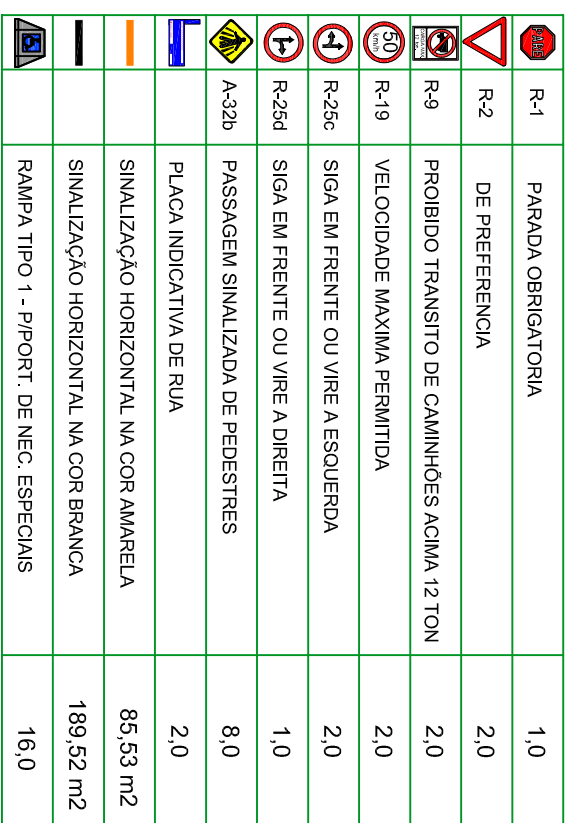 PARE R-1 PARADA OBRIGATORIA 1,0
R-2 DE PREFERENCIA 2,0
R-9 PROIBIDO TRANSITO DE CAMINHÕES ACIMA 12 TON 2,0
50 km/h R-19 VELOCIDADE MAXIMA PERMITIDA 2,0
R-25c SIGA EM FRENTE OU VIRE A ESQUERDA 2,0
R-25d SIGA EM FRENTE OU VIRE A DIREITA 1,0
A-32b PASSAGEM SINALIZADA DE PEDESTRES 8,0
PLACA INDICATIVA DE RUA 2,0
SINALIZAÇÃO HORIZONTAL NA COR AMARELA 85,53 m2
SINALIZAÇÃO HORIZONTAL NA COR BRANCA 189,52 m2
RAMPA TIPO 1 - P/PORT. DE NEC. ESPECIAIS 16,0